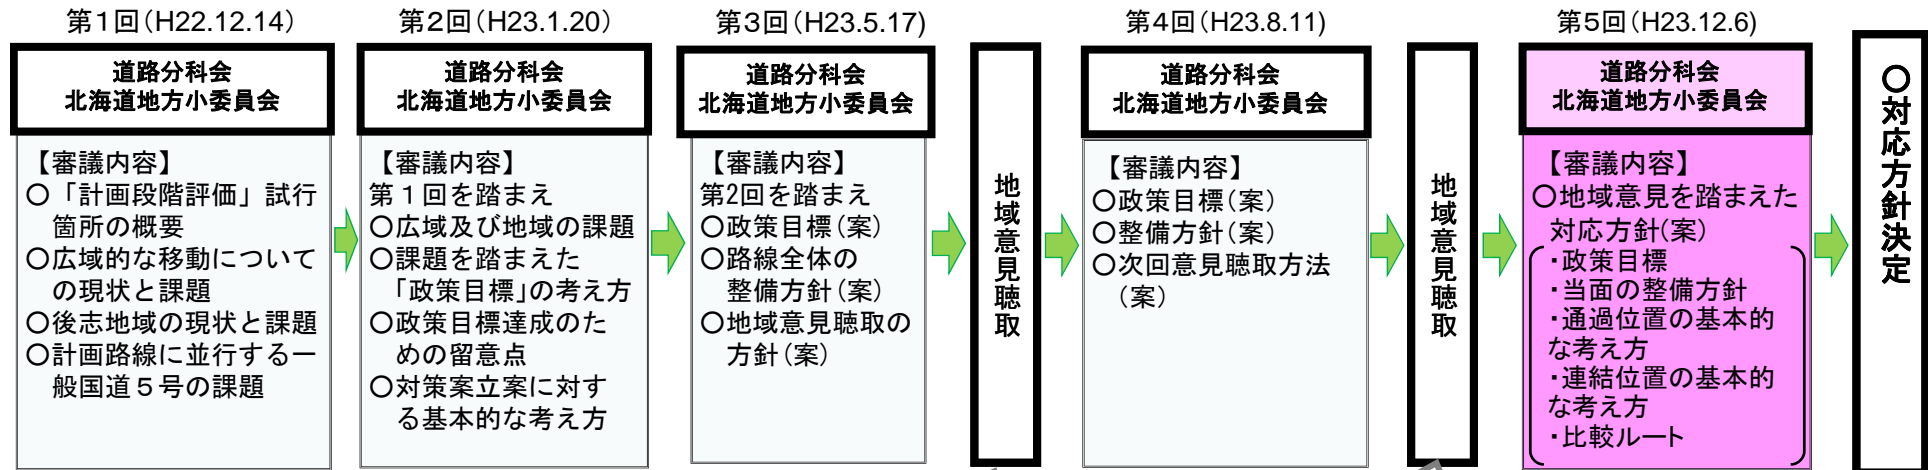 第１回(H22.12.14)
道路分科会
北海道地方小委員会
【審議内容】
〇「計画段階評価」試行
箇所の概要
〇広域的な移動について
の現状と課題
〇後志地域の現状と課題
〇計画路線に並行する一
般国道５号の課題
第２回(H23.1.20)
道路分科会
北海道地方小委員会
【審議内容】
第１回を踏まえ
〇広域及び地域の課題
〇課題を踏まえた
「政策目標」の考え方
〇政策目標達成のた
めの留意点
〇対策案立案に対す
る基本的な考え方
第３回(H23.5.17)
道路分科会
北海道地方小委員会
【審議内容】
第2回を踏まえ
〇政策目標(案)
〇路線全体の
整備方針(案)
〇地域意見聴取の
方針(案)
地域意見聴取
第４回(H23.8.11)
道路分科会
北海道地方小委員会
【審議内容】
〇政策目標(案)
〇整備方針(案)
〇次回意見聴取方法
(案)
地域意見聴取
第５回(H23.12.6)
道路分科会
北海道地方小委員会
【審議内容】
〇地域意見を踏まえた
対応方針(案)
・政策目標
・当面の整備方針
・通過位置の基本的
な考え方
・連結位置の基本的
な考え方
・比較ルート
〇対応方針決定